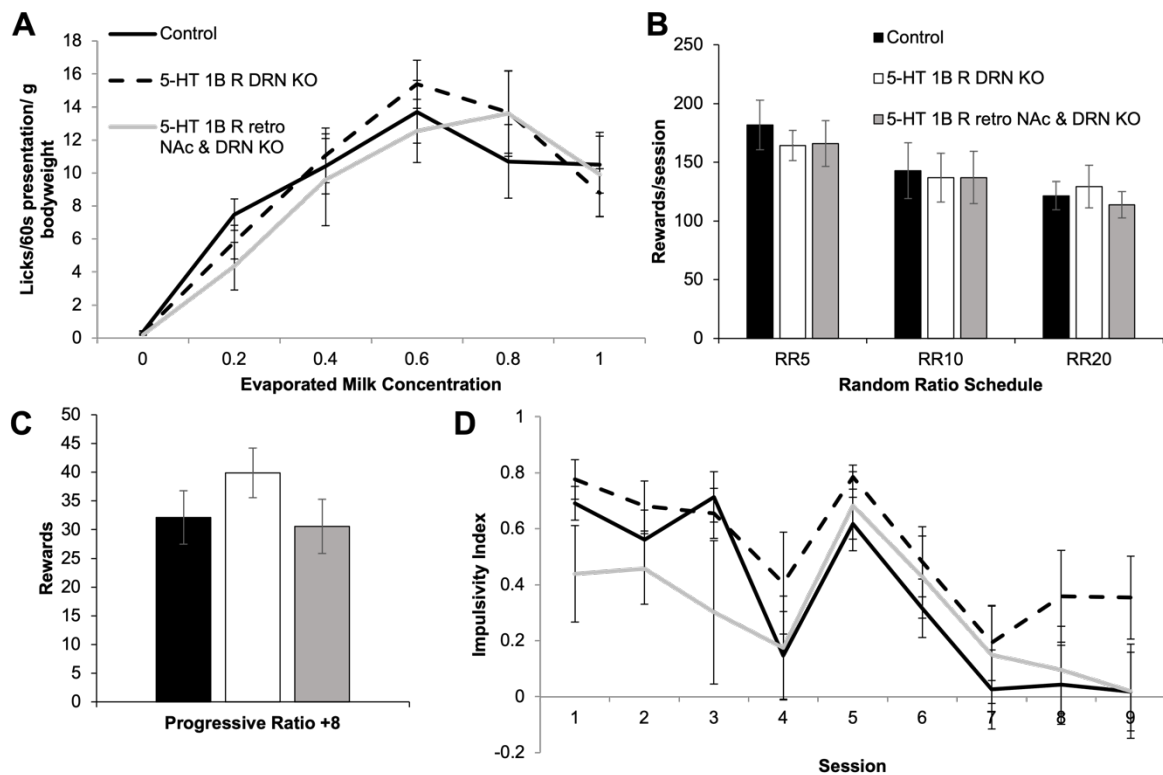 A
Control
5-HT 1B R DRN KO
5-HT 1B R retro
NAc & DRN KO
Licks/60s presentation/ g
bodyweight
18
16
14
12
10
8
6
4
2
0
0 0.2 0.4 0.6 0.8 1
Evaporated Milk Concentration
B
Control
5-HT 1B R DRN KO
5-HT 1B R retro NAc & DRN KO
Rewards/session
250
200
150
100
50
0
RR5 RR10 RR20
Random Ratio Schedule
C
Rewards
50
45
40
35
30
25
20
15
10
5
0
Progressive Ratio +8
D
Impulsivity Index
1
0.8
0.6
0.4
0.2
0
-0.2
1 2 3 4 5 6 7 8 9
Session